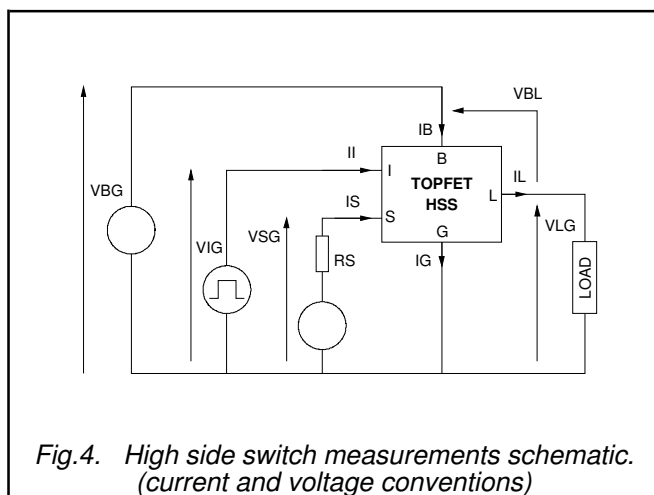 VBL
IB
II
I
B
TOPFET
HSS
L
IL
VBG
IS
S
G
VSG
VIG
RS
IG
VLG
LOAD
Fig.4. High side switch measurements schematic.
(current and voltage conventions)